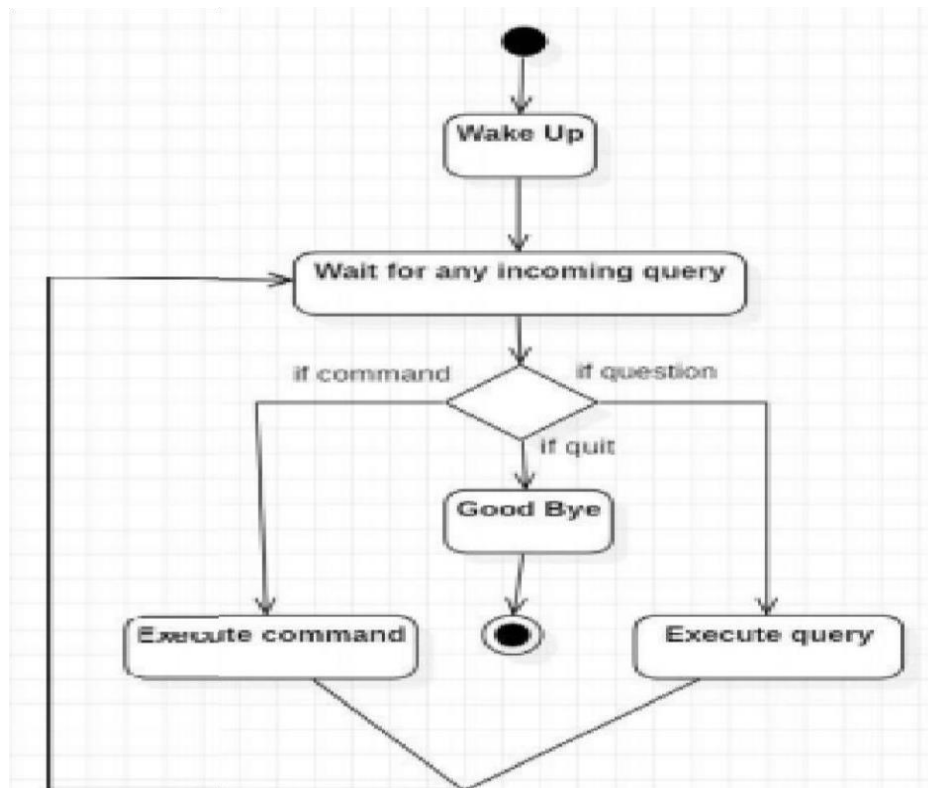 Wake Up
Wait for any incoming query
if command
if question
if quit
Good Bye
Execute command
Execute query